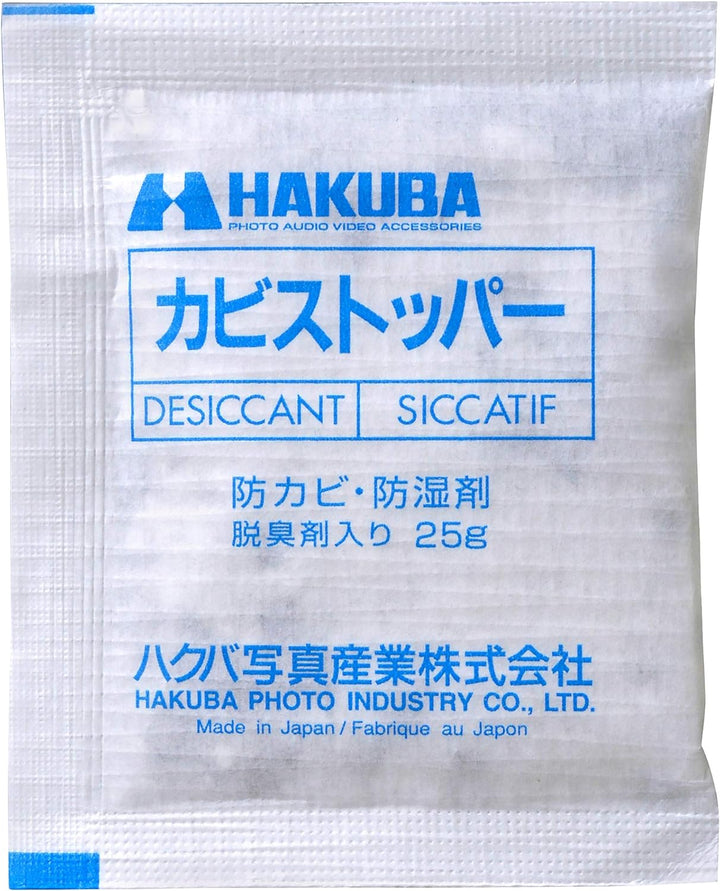 HAKUBA
PHOTO AUDIO VIDEO ACCESSORIES
カビストッパー
DESICCANT SICCATIF
防カビ・防湿剤
脱臭剤入り 25g
ハクバ写真産業株式会社
HAKUBA PHOTO INDUSTRY CO., LTD.
Made in Japan / Fabrique au Japon